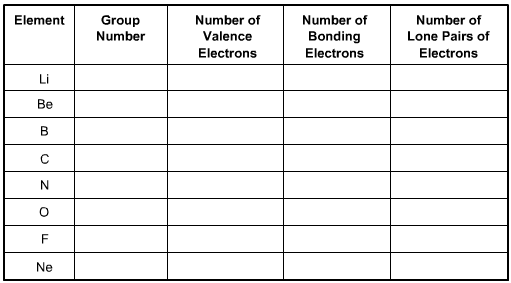 Element Group Number Number of Valence Electrons Number of Bonding Electrons Number of Lone Pairs of Electrons
Li
Be
B
C
N
O
F
Ne